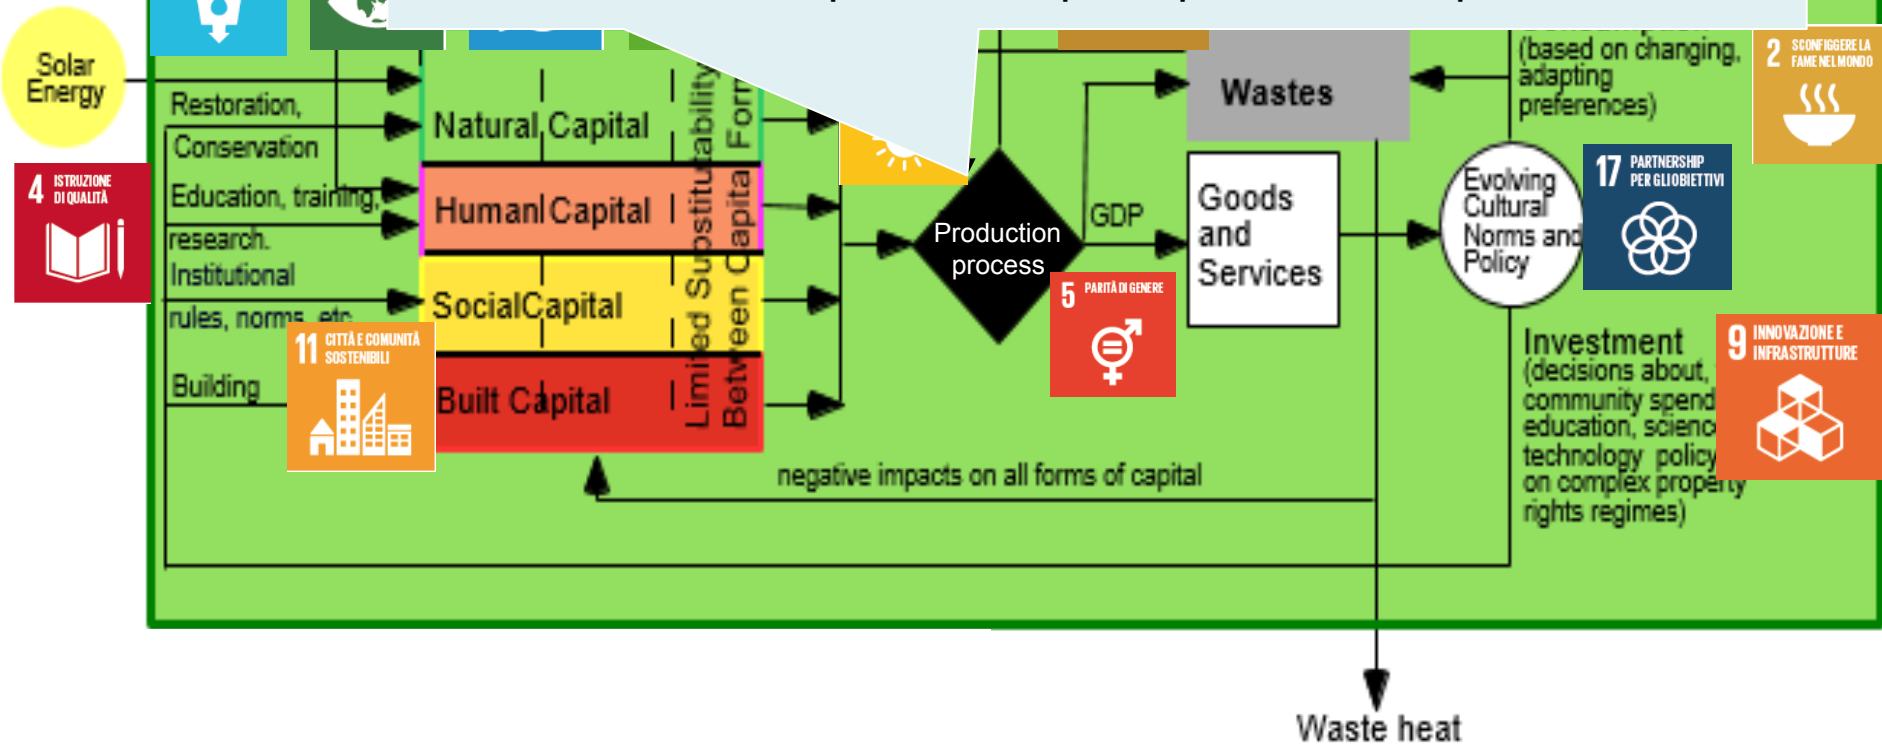 Solar
Energy
Restoration,
Conservation
4 ISTRUZIONE
DI QUALITÀ
Education, training,
research.
Institutional
rules, norms, etc
11 CITTÀ E COMUNITÀ
SOSTENIBILI
Building
Natural Capital
Human Capital
SocialCapital
Built Capital
Limited Substitutability
Between Capital Form
Production
process
GDP
5 PARITÀ DI GENERE
Wastes
Goods
and
Services
(based on changing,
adapting
preferences)
2 SCONFIGGERE LA
FAME NEL MONDO
Evolving
Cultural
Norms and
Policy
17 PARTNERSHIP
PER GLI OBIETTIVI
Investment
(decisions about,
community spend
education, scienc
technology policy
on complex property
rights regimes)
9 INNOVAZIONE E
INFRASTRUTTURE
negative impacts on all forms of capital
Waste heat